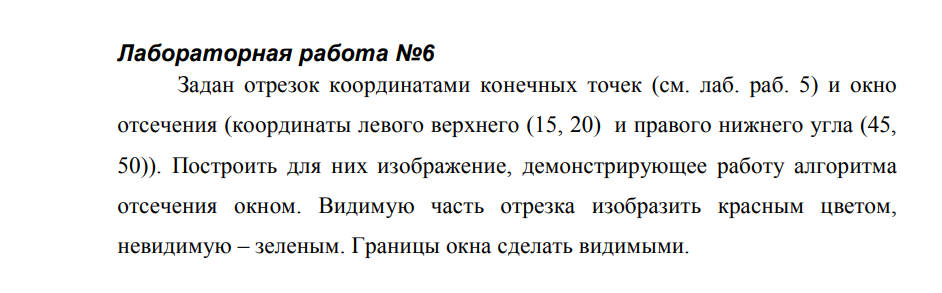 Лабораторная работа №6
Задан отрезок координатами конечных точек (см. лаб. раб. 5) и окно
отсечения (координаты левого верхнего (15, 20) и правого нижнего угла (45,
50)). Построить для них изображение, демонстрирующее работу алгоритма
отсечения окном. Видимую часть отрезка изобразить красным цветом,
невидимую – зеленым. Границы окна сделать видимыми.